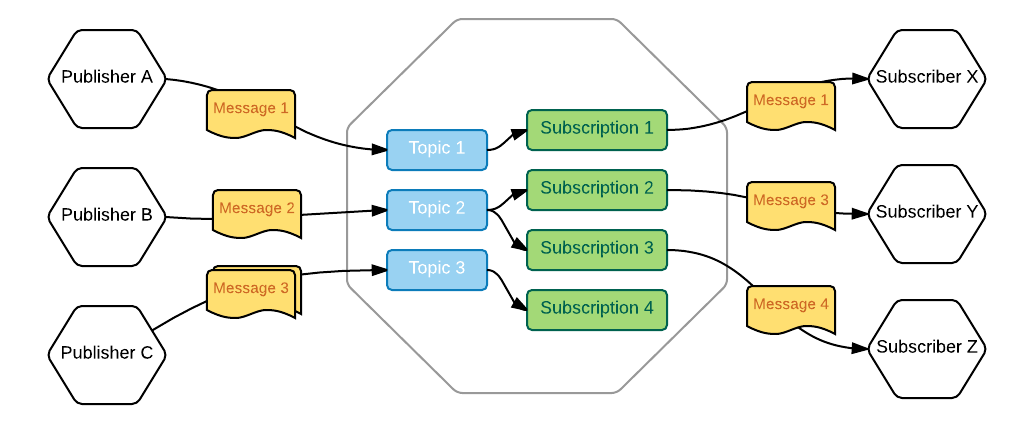 Publisher A
Message 1
Topic 1
Subscription 1
Message 1
Subscriber X
Publisher B
Message 2
Topic 2
Subscription 2
Message 3
Subscriber Y
Subscription 3
Publisher C
Message 3
Topic 3
Subscription 4
Message 4
Subscriber Z